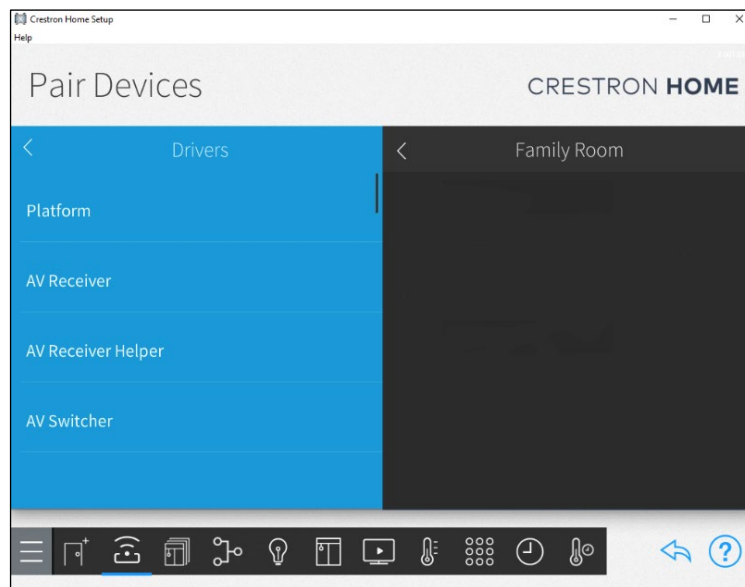 Crestron Home Setup
Help
Pair Devices
CRESTRON HOME
Drivers
Family Room
Platform
AV Receiver
AV Receiver Helper
AV Switcher